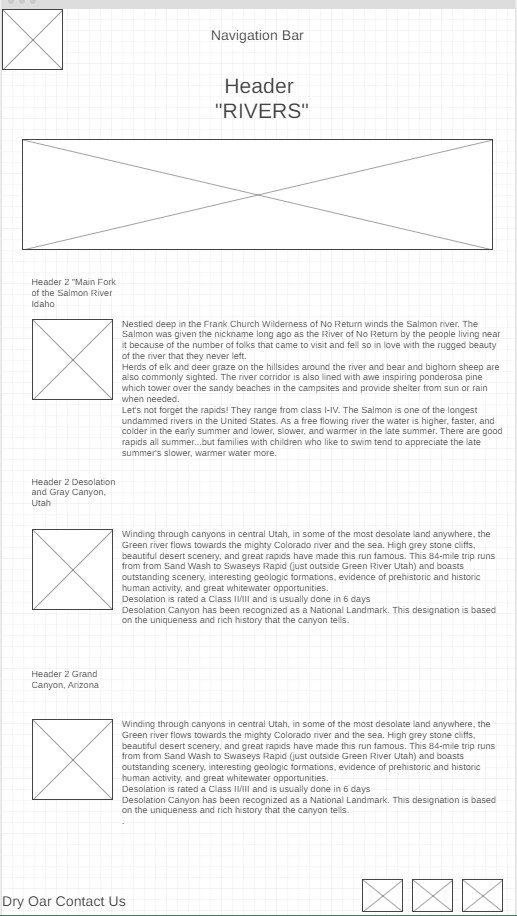 Navigation Bar
Header
"RIVERS"
Header 2 "Main Fork
of the Salmon River
Idaho
Nestled deep in the Frank Church Wilderness of No Return winds the Salmon river. The
Salmon was given the nickname long ago as the River of No Return by the people living near
it because of the number of folks that came to visit and fell so in love with the rugged beauty
of the river that they never left.
Herds of elk and deer graze on the hillsides around the river and bear and bighorn sheep are
also commonly sighted. The river corridor is also lined with awe inspiring ponderosa pine
which tower over the sandy beaches in the campsites and provide shelter from sun or rain
when needed.
Let's not forget the rapids! They range from class I-IV. The Salmon is one of the longest
undammed rivers in the United States. As a free flowing river the water is higher, faster, and
colder in the early summer and lower, slower, and warmer in the late summer. There are good
rapids all summer...but families with children who like to swim tend to appreciate the late
summer's slower, warmer water more.
Header 2 Desolation
and Gray Canyon,
Utah
Winding through canyons in central Utah, in some of the most desolate land anywhere, the
Green river flows towards the mighty Colorado river and the sea. High grey stone cliffs,
beautiful desert scenery, and great rapids have made this run famous. This 84-mile trip runs
from from Sand Wash to Swaseys Rapid (just outside Green River Utah) and boasts
outstanding scenery, interesting geologic formations, evidence of prehistoric and historic
human activity, and great whitewater opportunities.
Desolation is rated a Class II/III and is usually done in 6 days
Desolation Canyon has been recognized as a National Landmark. This designation is based
on the uniqueness and rich history that the canyon tells.
Header 2 Grand
Canyon, Arizona
Winding through canyons in central Utah, in some of the most desolate land anywhere, the
Green river flows towards the mighty Colorado river and the sea. High grey stone cliffs,
beautiful desert scenery, and great rapids have made this run famous. This 84-mile trip runs
from from Sand Wash to Swaseys Rapid (just outside Green River Utah) and boasts
outstanding scenery, interesting geologic formations, evidence of prehistoric and historic
human activity, and great whitewater opportunities.
Desolation is rated a Class II/III and is usually done in 6 days
Desolation Canyon has been recognized as a National Landmark. This designation is based
on the uniqueness and rich history that the canyon tells.
.
Dry Oar Contact Us